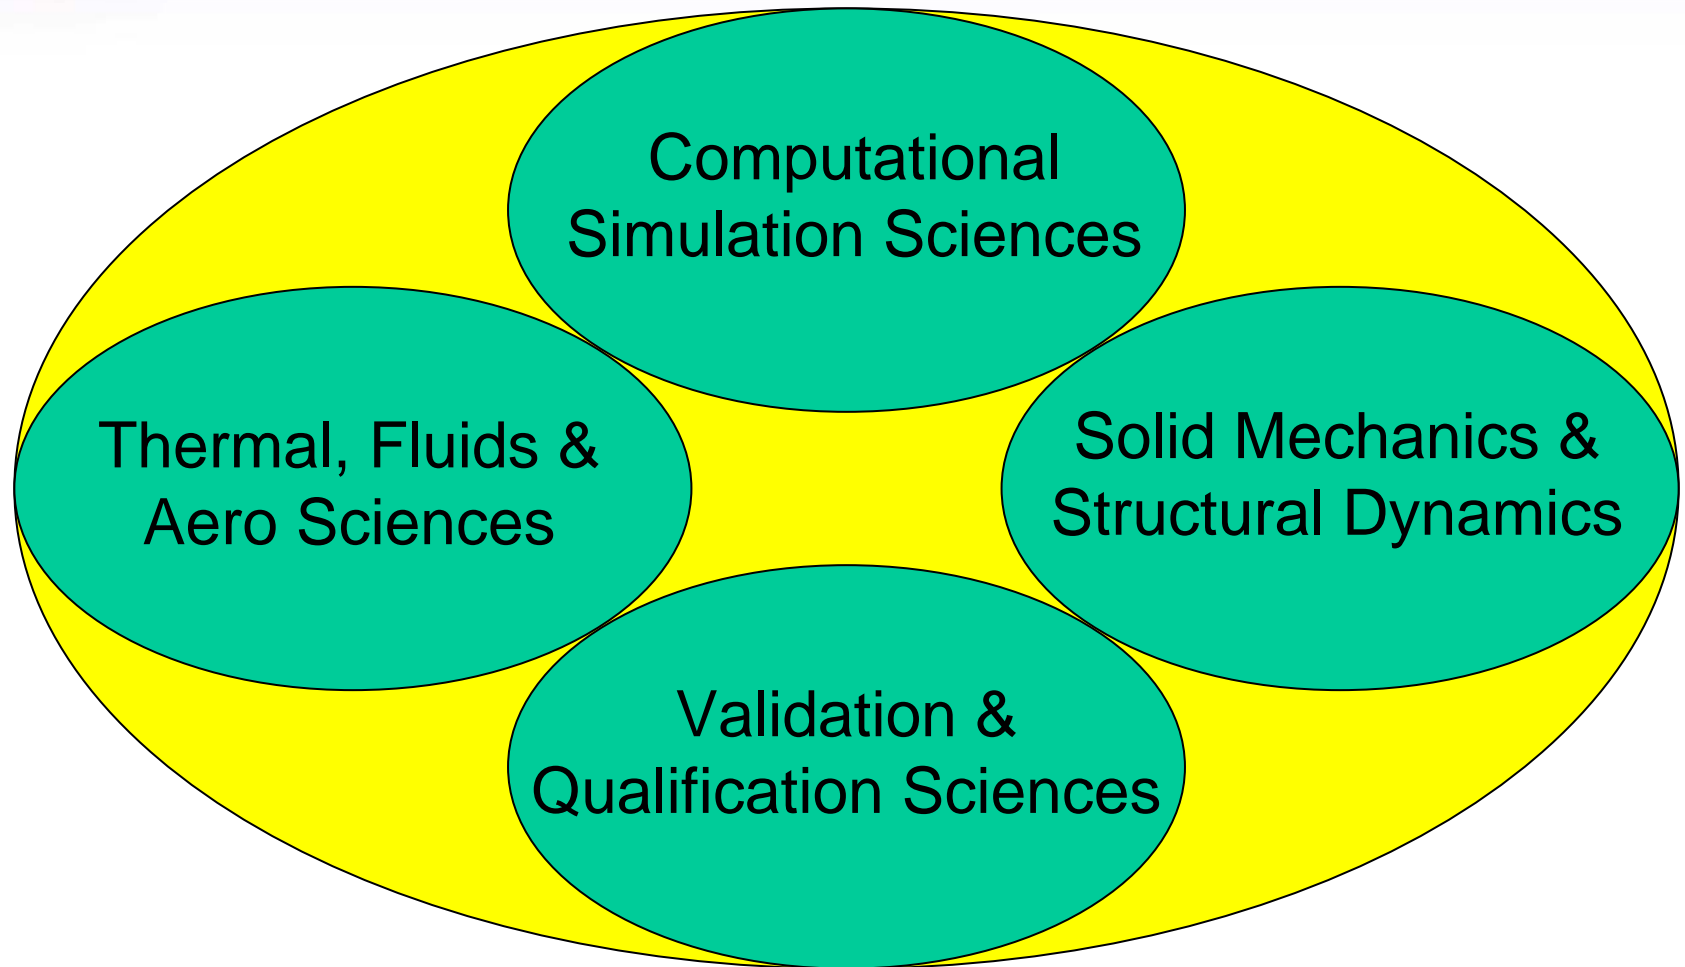 Computational
Simulation Sciences
Thermal, Fluids &
Aero Sciences
Solid Mechanics &
Structural Dynamics
Validation &
Qualification Sciences